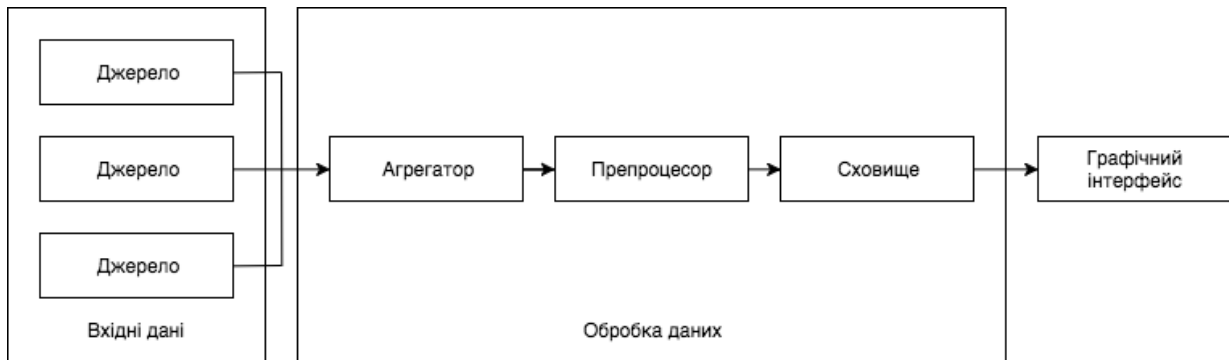 Джерело
Джерело
Джерело
Вхідні дані
Агрегатор
Препроцесор
Сховище
Обробка даних
Графічний
інтерфейс